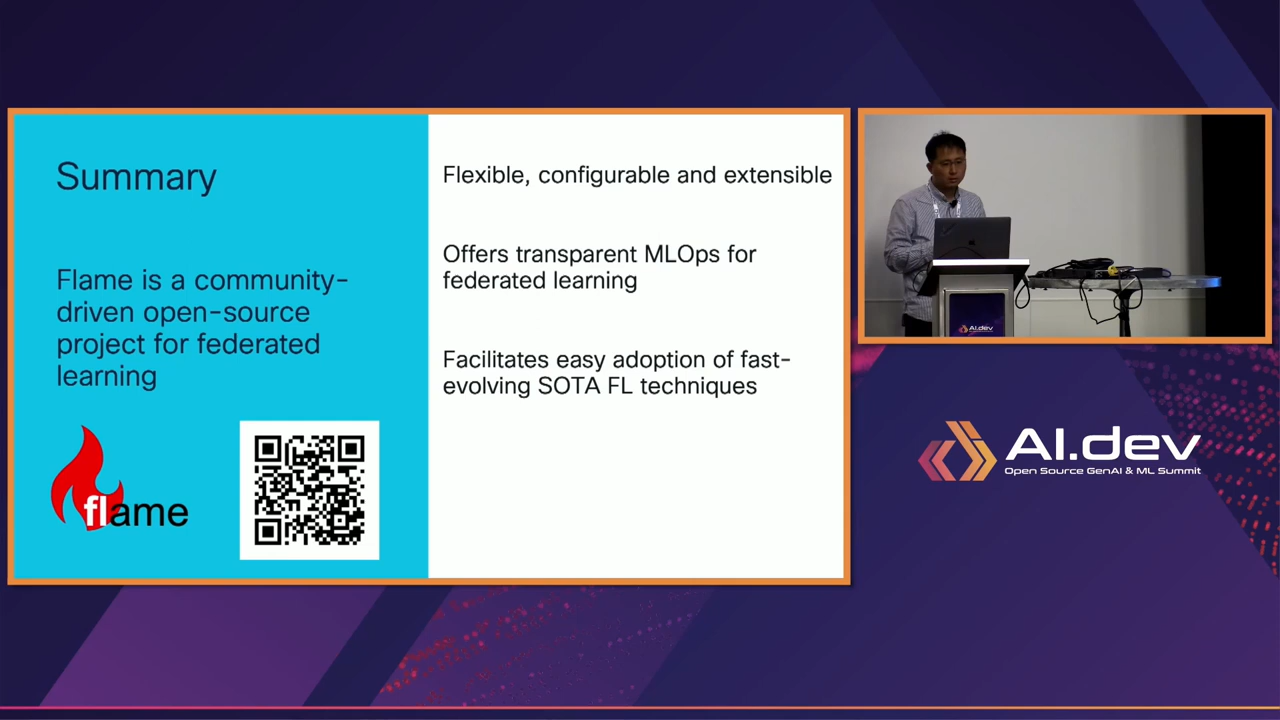 Summary
Flame is a community-
driven open-source
project for federated
learning
flame
Flexible, configurable and extensible
Offers transparent MLOps for
federated learning
Facilitates easy adoption of fast-
evolving SOTA FL techniques
AI.dev
AI.dev
Open Source GenAI & ML Summit